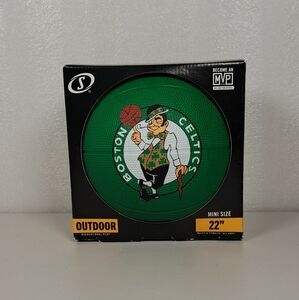 S
BECOME AN
MVP
BOSTON
CELTICS
OUTDOOR
MINI SIZE
22"